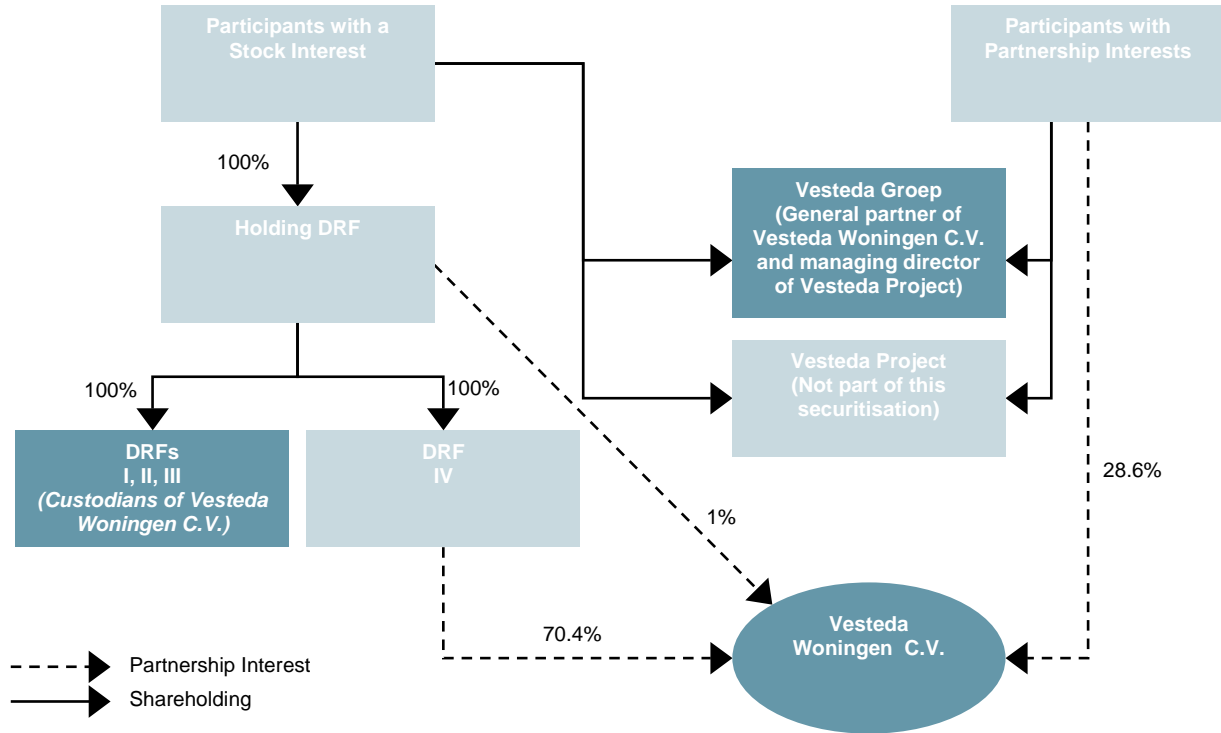 Participants with a
Stock Interest
Participants with
Partnership Interests
100%
Vesteda Groep
(General partner of
Vesteda Woningen C.V.
and managing director
of Vesteda Project)
Holding DRF
Vesteda Project
(Not part of this
securitisation)
100%
100%
DRFs
I, II, III
(Custodians of Vesteda
Woningen C.V.)
DRF
IV
28.6%
1%
70.4%
Vesteda
Woningen C.V.
Partnership Interest
Shareholding